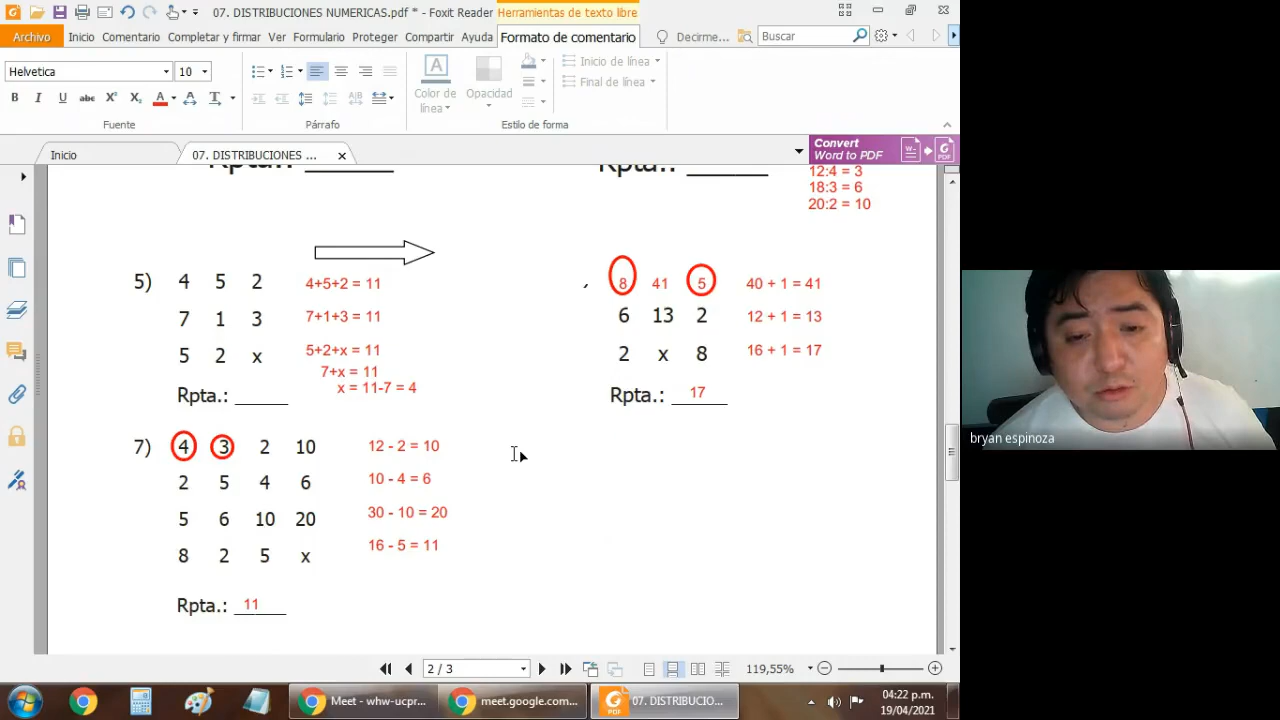 07. DISTRIBUCIONES NUMERICAS.pdf * - Foxit Reader
Herramientas de texto libre
Archivo Inicio Comentario Completar y firmar Ver Formulario Proteger Compartir Ayuda Formato de comentario Decirme... Buscar
Helvetica 10
Color de línea
Opacidad
Inicio de línea
Final de línea
Fuente Párrafo Estilo de forma
Inicio
07. DISTRIBUCIONES ...
Convert
Word to PDF
Rpta.: ______
Rpta.: ______
12:4 = 3
18:3 = 6
20:2 = 10
5) 4 5 2 4+5+2 = 11
7 1 3 7+1+3 = 11
5 2 x 5+2+x = 11
7+x = 11
x = 11-7 = 4
Rpta.: ______
8 41 5 40 + 1 = 41
6 13 2 12 + 1 = 13
2 x 8 16 + 1 = 17
Rpta.: 17
7) 4 3 2 10 12 - 2 = 10
2 5 4 6 10 - 4 = 6
5 6 10 20 30 - 10 = 20
8 2 5 x 16 - 5 = 11
Rpta.: 11
bryan espinoza
2 / 3
119,55%
Meet - whw-ucpr...
meet.google.com...
07. DISTRIBUCIO...
04:22 p.m.
19/04/2021